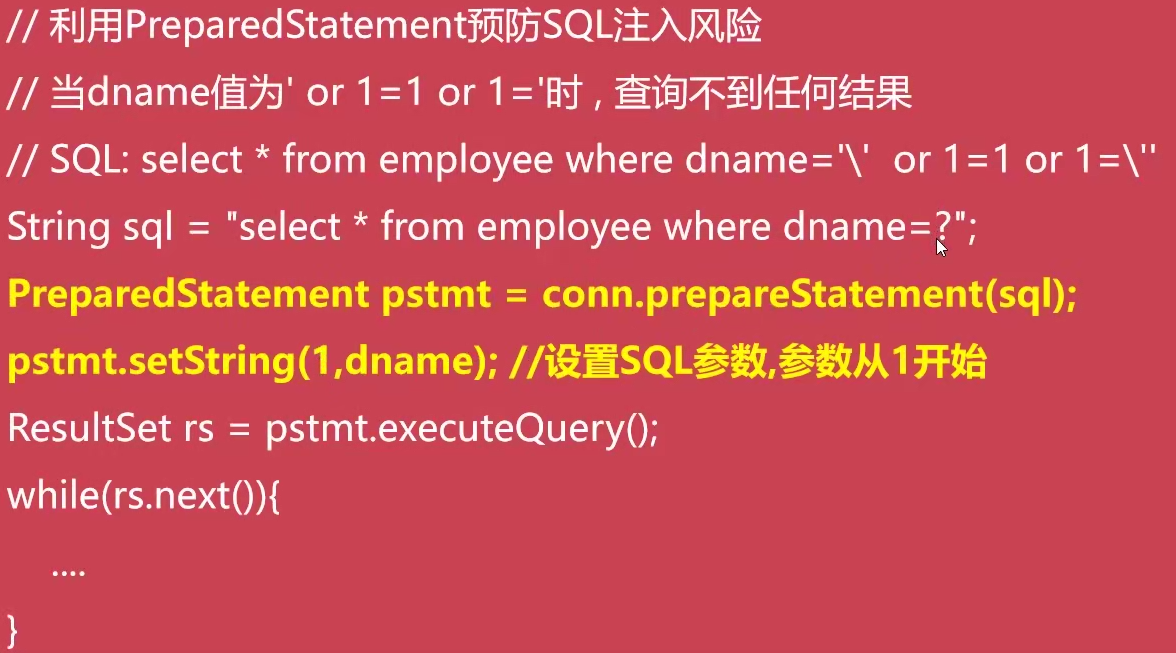 // 利用PreparedStatement预防SQL注入风险
// 当dname值为' or 1=1 or 1='时 , 查询不到任何结果
// SQL: select * from employee where dname='\'  or 1=1 or 1=\''
String sql = "select * from employee where dname=?";
PreparedStatement pstmt = conn.prepareStatement(sql);
pstmt.setString(1,dname); //设置SQL参数,参数从1开始
ResultSet rs = pstmt.executeQuery();
while(rs.next()){
....
}